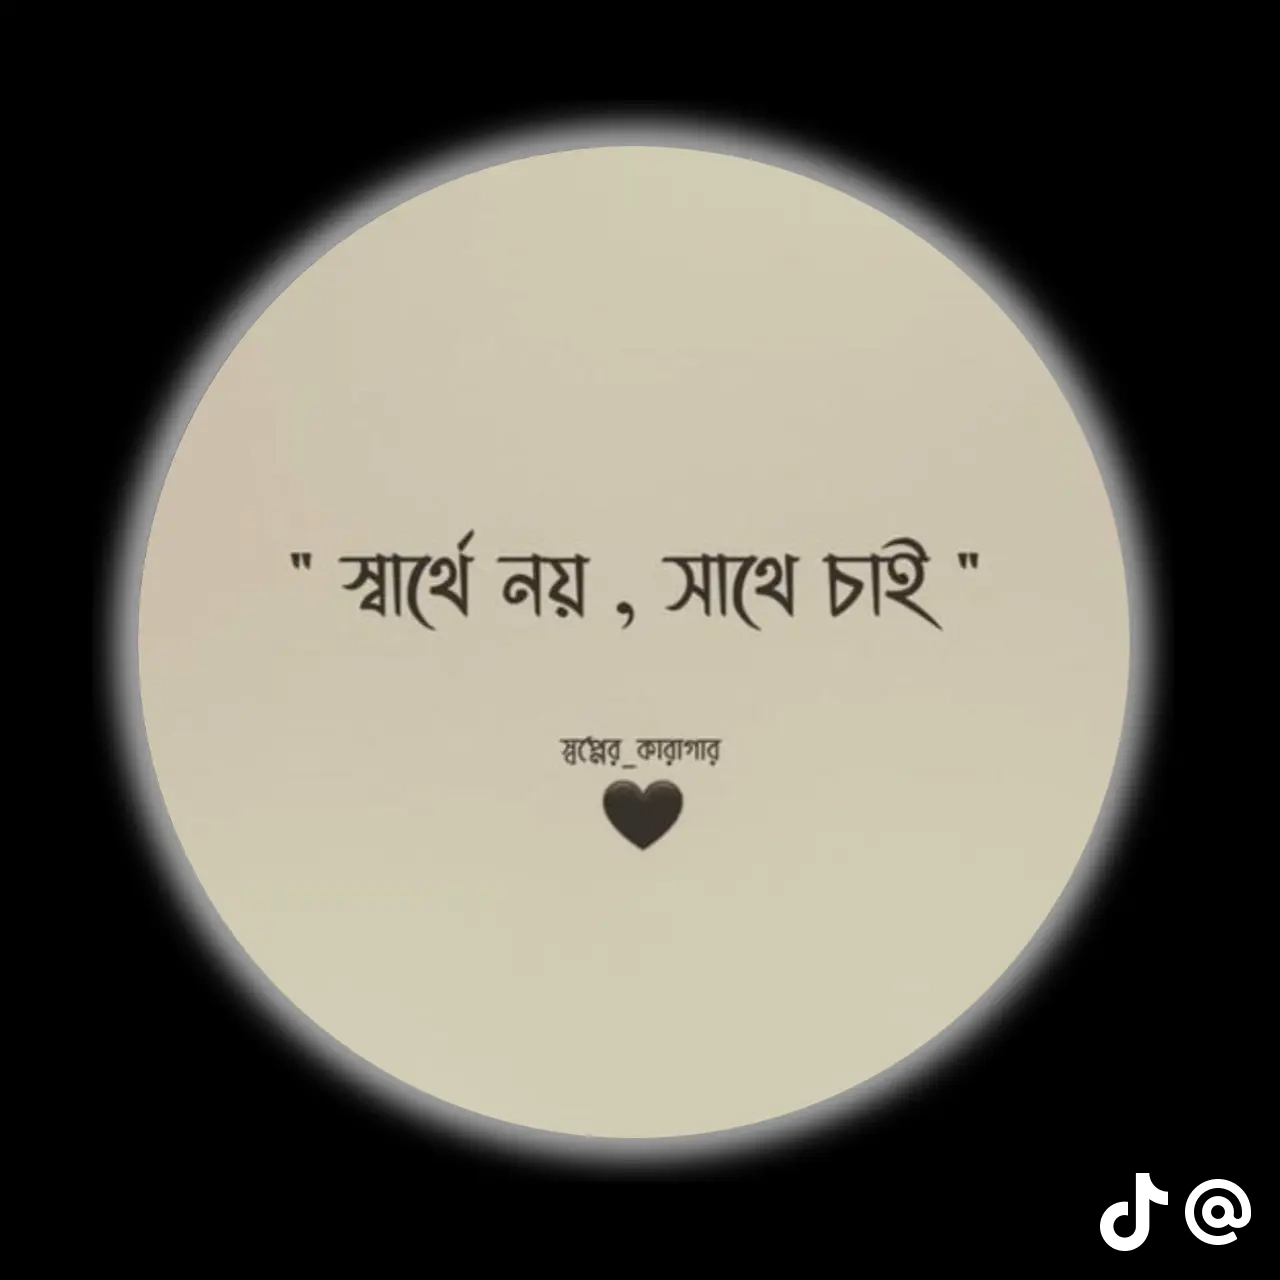 " স্বার্থে নয় , সাথে চাই "
স্বপ্নের_কারাগার